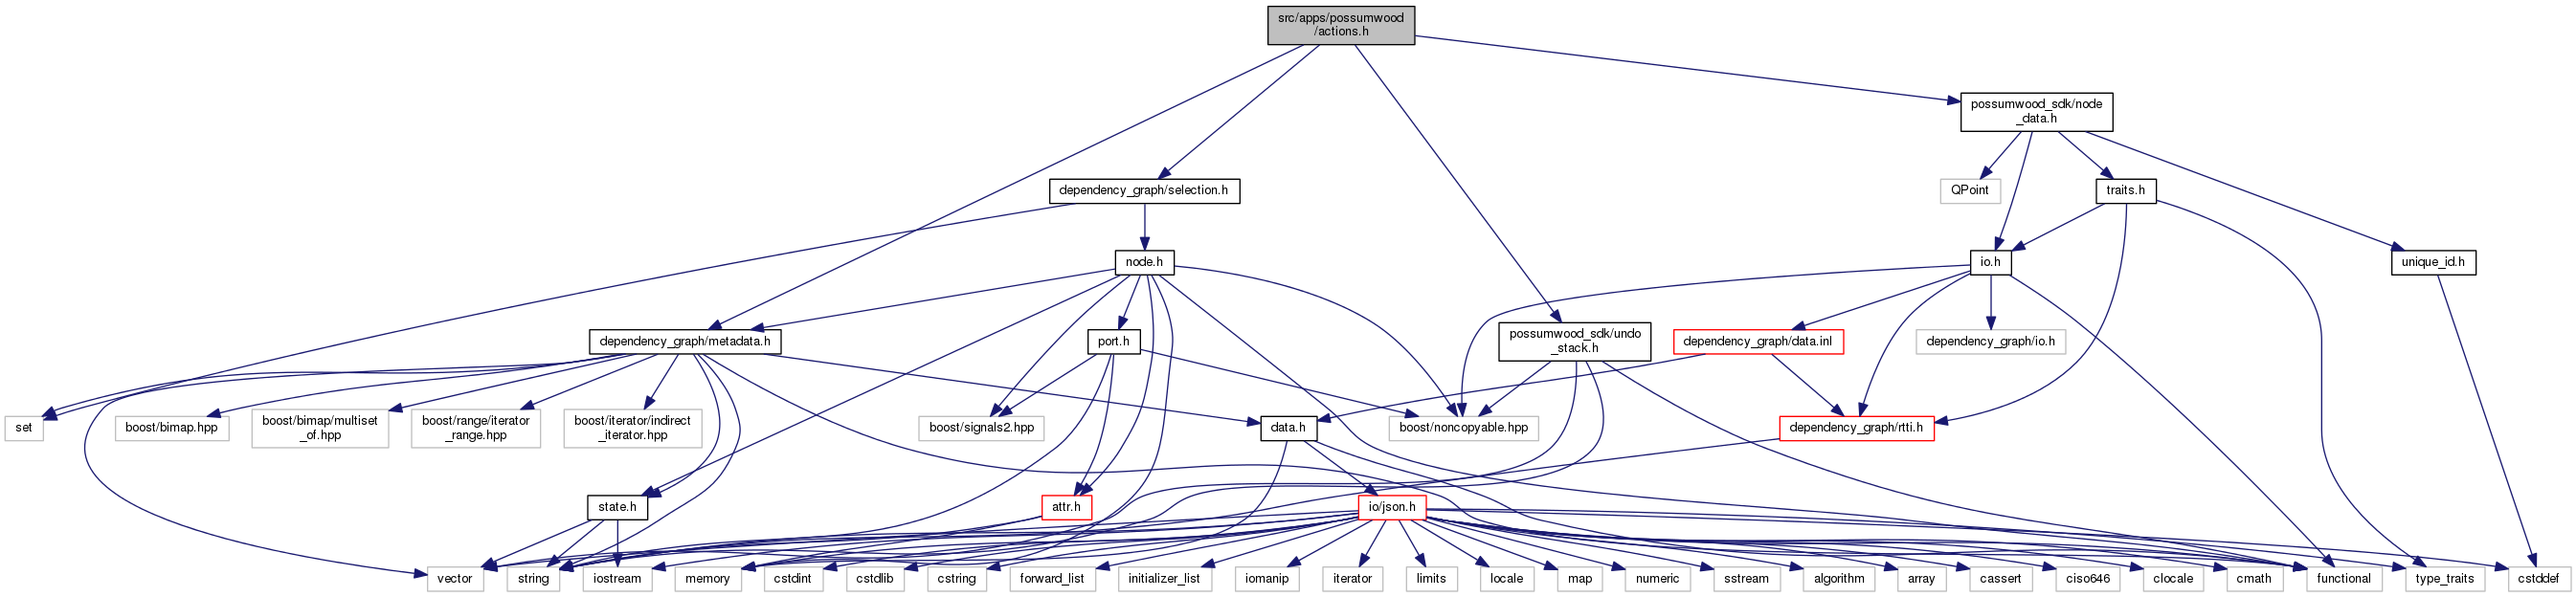 src/apps/possumwood
/actions.h
possumwood_sdk/node
_data.h
dependency_graph/selection.h
QPoint
traits.h
node.h
io.h
unique_id.h
dependency_graph/metadata.h
port.h
possumwood_sdk/undo
_stack.h
dependency_graph/data.inl
dependency_graph/io.h
set
boost/bimap.hpp
boost/bimap/multiset
_of.hpp
boost/range/iterator
_range.hpp
boost/iterator/indirect
_iterator.hpp
boost/signals2.hpp
data.h
boost/noncopyable.hpp
dependency_graph/rtti.h
state.h
attr.h
io/json.h
vector
string
iostream
memory
cstdint
cstdlib
cstring
forward_list
initializer_list
iomanip
iterator
limits
locale
map
numeric
sstream
algorithm
array
cassert
ciso646
clocale
cmath
functional
type_traits
cstddef